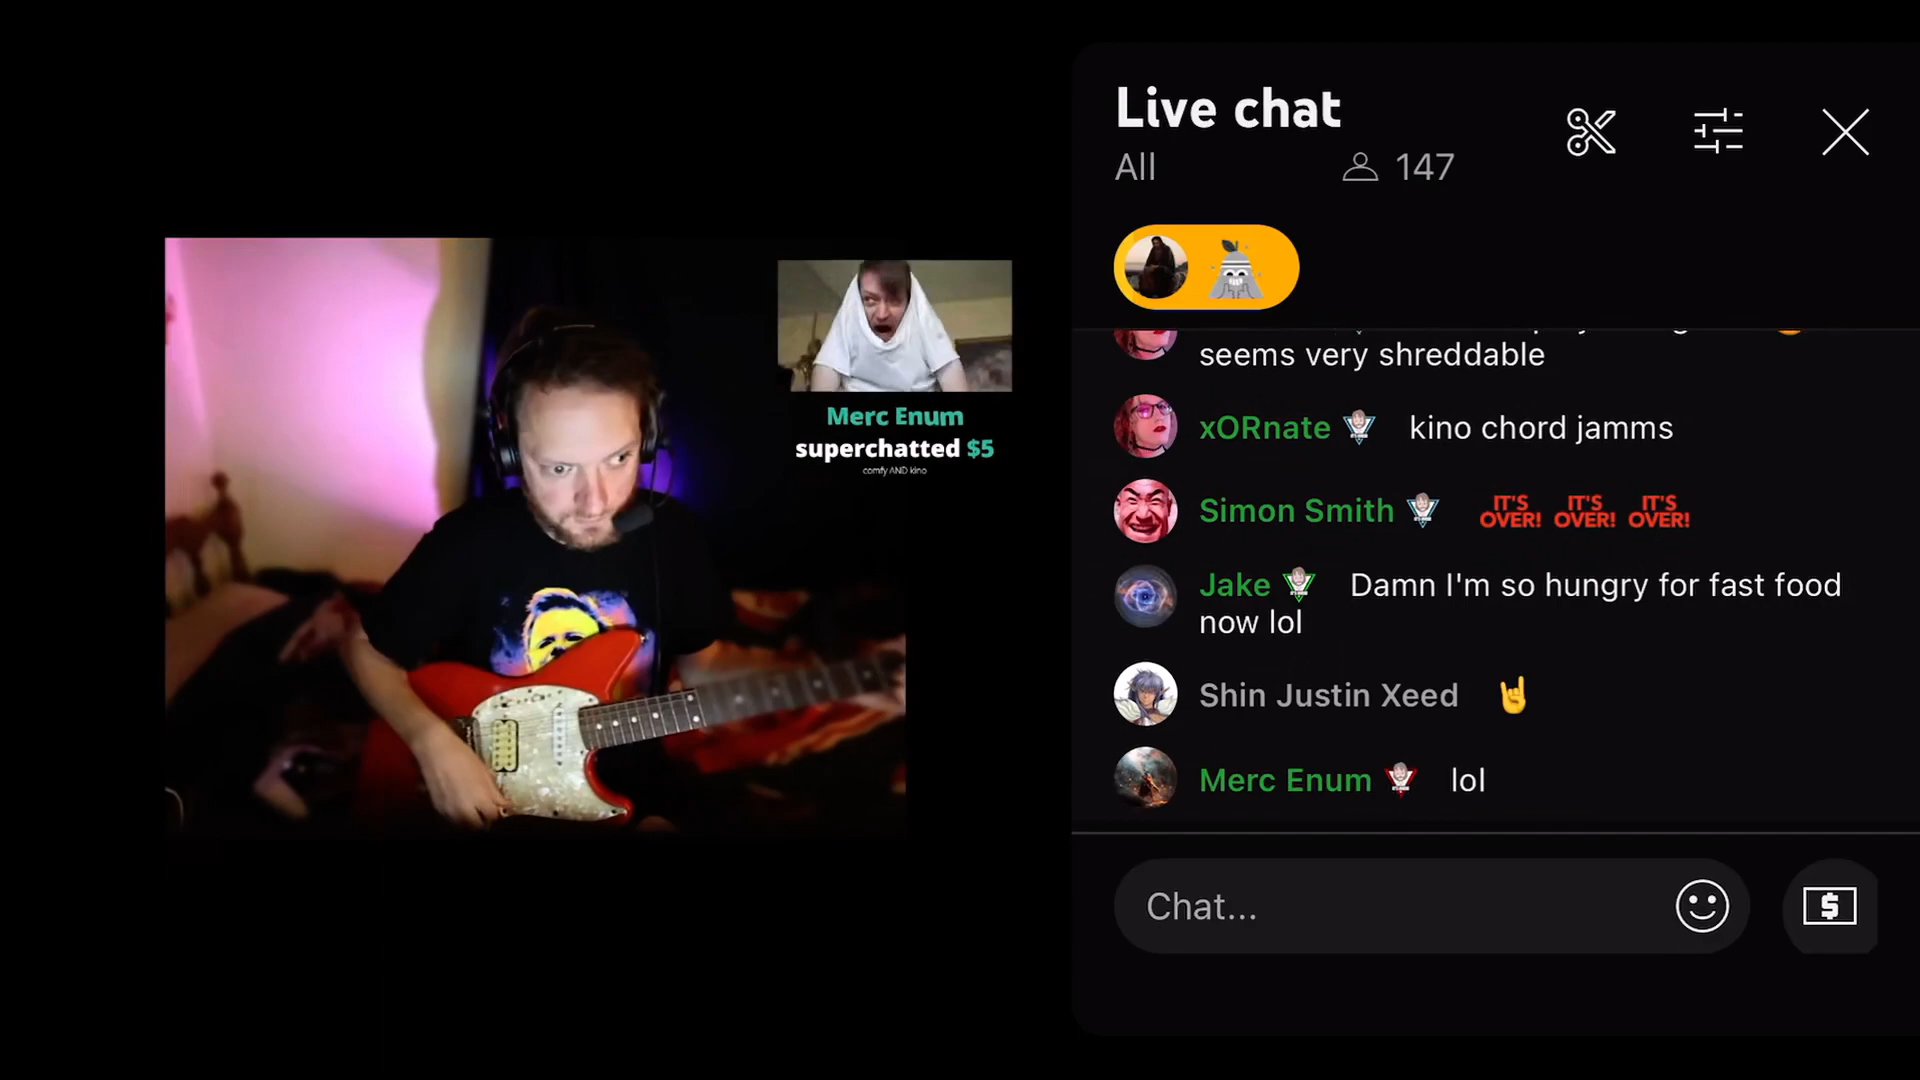 Live chat
All
147
seems very shreddable
xORnate kino chord jamms
Simon Smith IT'S OVER! IT'S OVER! IT'S OVER!
Jake Damn I'm so hungry for fast food
now lol
Shin Justin Xeed
Merc Enum lol
Chat...
Merc Enum
superchatted $5
comfy AND kino